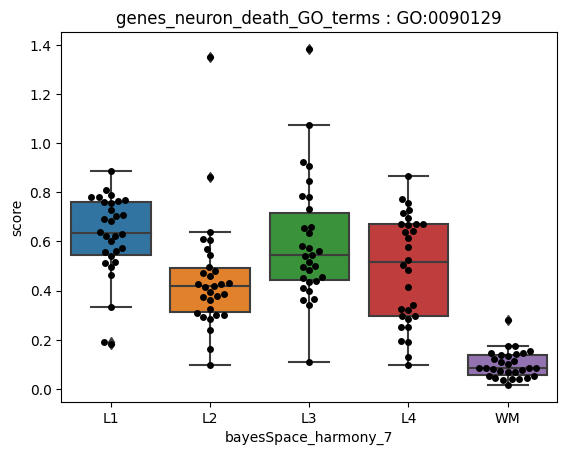 genes_neuron_death_GO_terms : GO:0090129
score
1.4
1.2
1.0
0.8
0.6
0.4
0.2
0.0
L1 L2 L3 L4 WM
bayesSpace_harmony_7